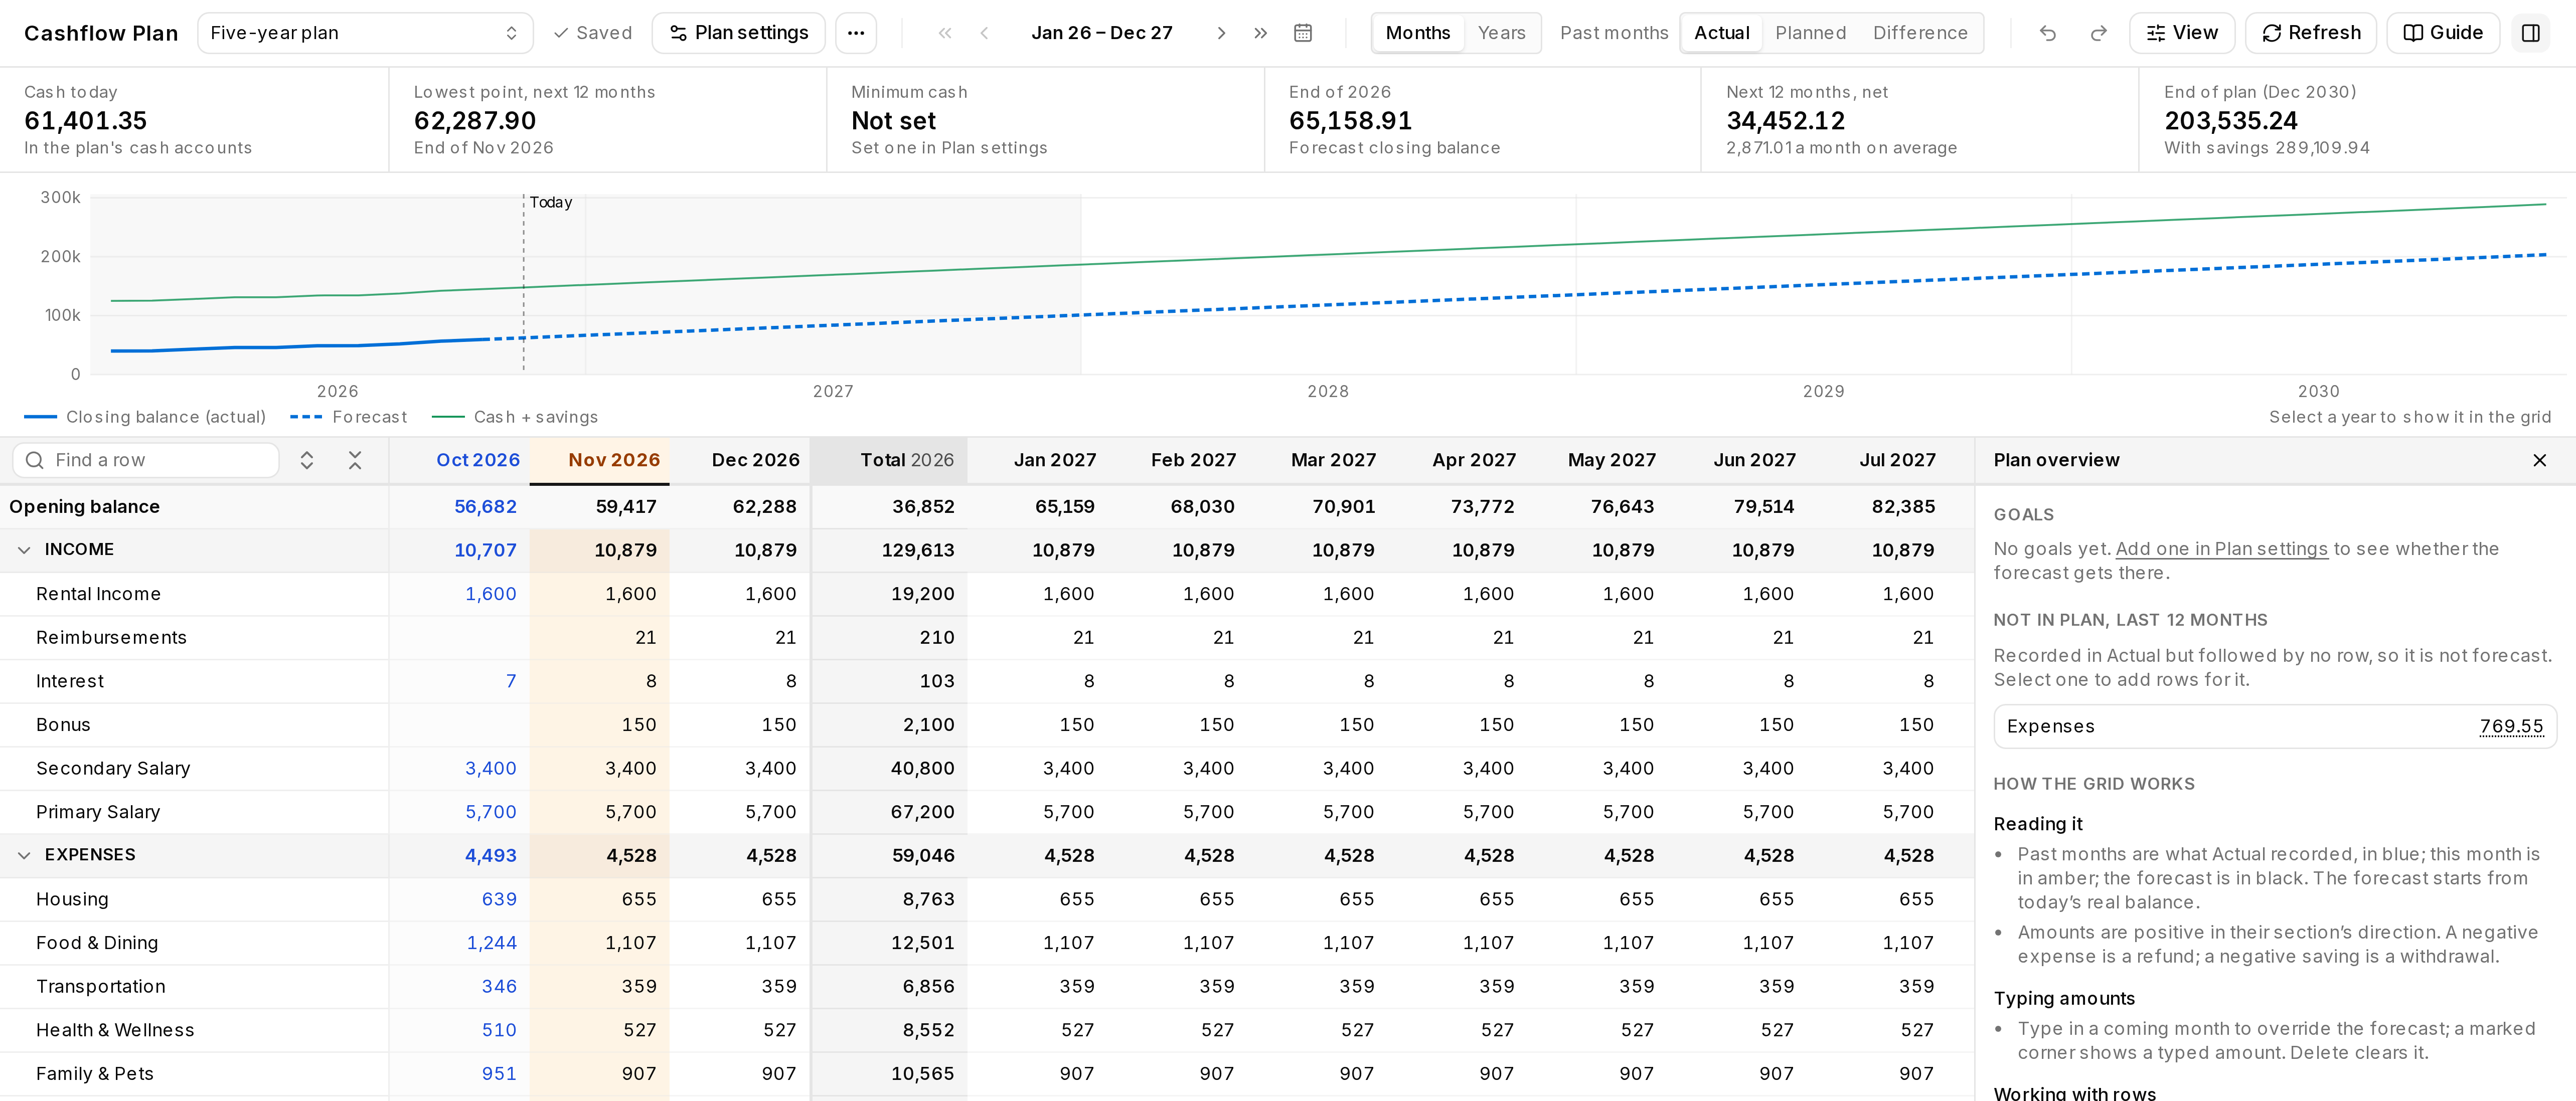 Cashflow Plan Five-year plan Saved Plan settings ... Jan 26 – Dec 27 Months Years Past months Actual Planned Difference View Refresh Guide
Cash today
61,401.35
In the plan's cash accounts
Lowest point, next 12 months
62,287.90
End of Nov 2026
Minimum cash
Not set
Set one in Plan settings
End of 2026
65,158.91
Forecast closing balance
Next 12 months, net
34,452.12
2,871.01 a month on average
End of plan (Dec 2030)
203,535.24
With savings 289,109.94
300k
200k
100k
0
Today
2026 2027 2028 2029 2030
Closing balance (actual) Forecast Cash + savings Select a year to show it in the grid
Find a row Oct 2026 Nov 2026 Dec 2026 Total 2026 Jan 2027 Feb 2027 Mar 2027 Apr 2027 May 2027 Jun 2027 Jul 2027
Opening balance 56,682 59,417 62,288 36,852 65,159 68,030 70,901 73,772 76,643 79,514 82,385
INCOME 10,707 10,879 10,879 129,613 10,879 10,879 10,879 10,879 10,879 10,879 10,879
Rental Income 1,600 1,600 1,600 19,200 1,600 1,600 1,600 1,600 1,600 1,600 1,600
Reimbursements 21 21 210 21 21 21 21 21 21 21
Interest 7 8 8 103 8 8 8 8 8 8 8
Bonus 150 150 2,100 150 150 150 150 150 150 150
Secondary Salary 3,400 3,400 3,400 40,800 3,400 3,400 3,400 3,400 3,400 3,400 3,400
Primary Salary 5,700 5,700 5,700 67,200 5,700 5,700 5,700 5,700 5,700 5,700 5,700
EXPENSES 4,493 4,528 4,528 59,046 4,528 4,528 4,528 4,528 4,528 4,528 4,528
Housing 639 655 655 8,763 655 655 655 655 655 655 655
Food & Dining 1,244 1,107 1,107 12,501 1,107 1,107 1,107 1,107 1,107 1,107 1,107
Transportation 346 359 359 6,856 359 359 359 359 359 359 359
Health & Wellness 510 527 527 8,552 527 527 527 527 527 527 527
Family & Pets 951 907 907 10,565 907 907 907 907 907 907 907
Plan overview
GOALS
No goals yet. Add one in Plan settings to see whether the
forecast gets there.
NOT IN PLAN, LAST 12 MONTHS
Recorded in Actual but followed by no row, so it is not forecast.
Select one to add rows for it.
Expenses 769.55
HOW THE GRID WORKS
Reading it
• Past months are what Actual recorded, in blue; this month is
in amber; the forecast is in black. The forecast starts from
today’s real balance.
• Amounts are positive in their section’s direction. A negative
expense is a refund; a negative saving is a withdrawal.
Typing amounts
• Type in a coming month to override the forecast; a marked
corner shows a typed amount. Delete clears it.
Working with rows